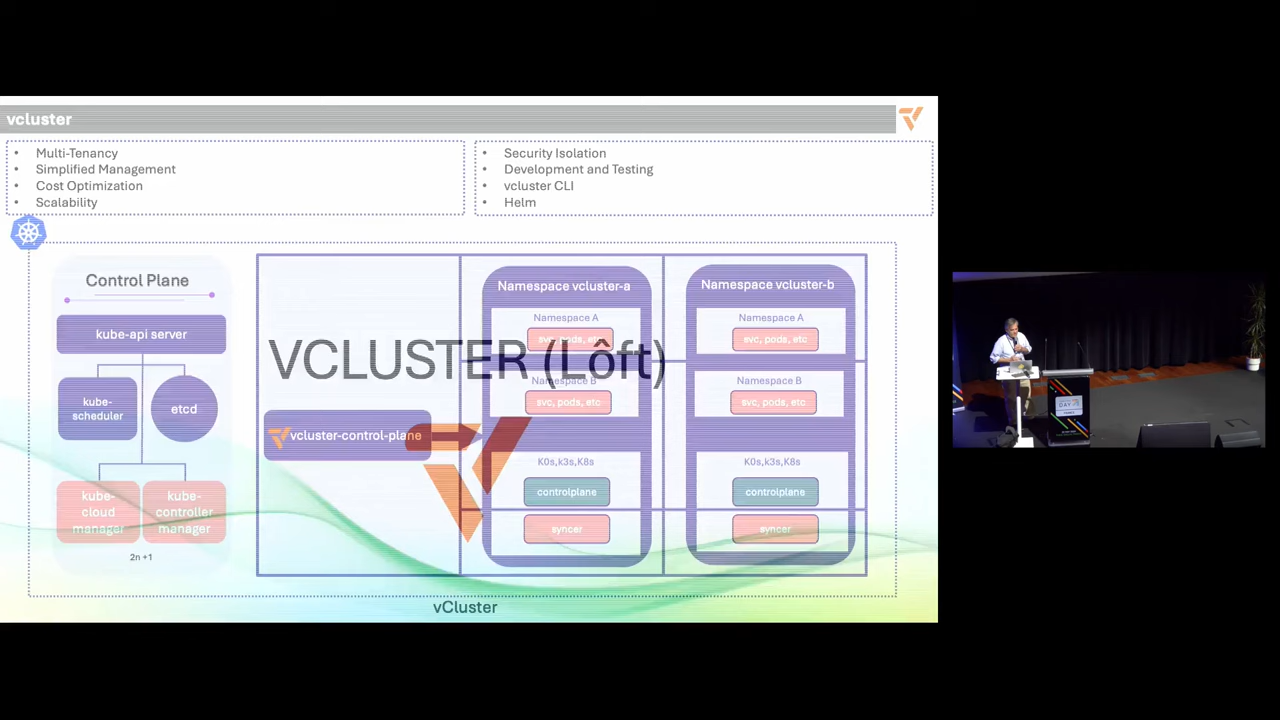 vcluster
• Multi-Tenancy
• Simplified Management
• Cost Optimization
• Scalability
• Security Isolation
• Development and Testing
• vcluster CLI
• Helm
Control Plane
kube-api server
kube-
scheduler
etcd
kube-
cloud
manager
kube-
controller
manager
2n +1
VCLUSTER (Lôft)
vcluster-control-plane
Namespace vcluster-a
Namespace A
svc, pods, etc
Namespace B
svc, pods, etc
K0s,k3s,K8s
controlplane
syncer
Namespace vcluster-b
Namespace A
svc, pods, etc
Namespace B
svc, pods, etc
K0s,k3s,K8s
controlplane
syncer
vCluster
DAY